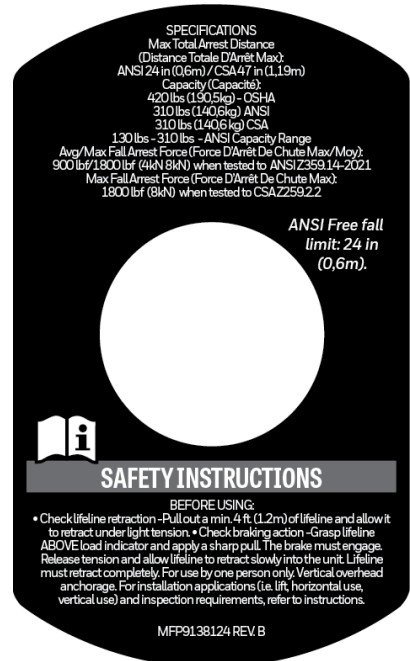 SPECIFICATIONS
Max Total Arrest Distance
(Distance Totale D'Arrêt Max):
ANSI 24 in (0,6m) / CSA 47 in (1,19m)
Capacity (Capacité):
420 lbs (190,5kg) - OSHA
310 lbs (140,6kg) ANSI
310 lbs (140,6 kg) CSA
130 lbs - 310 lbs - ANSI Capacity Range
Avg/Max Fall Arrest Force (Force D'Arrêt De Chute Max/Moy):
900 lbf/1800 lbf (4kN 8kN) when tested to ANSI Z359.14-2021
Max Fall Arrest Force (Force D'Arrêt De Chute Max):
1800 lbf (8kN) when tested to CSA Z259.2.2
ANSI Free fall
limit: 24 in
(0,6m).
i
SAFETY INSTRUCTIONS
BEFORE USING:
• Check lifeline retraction -Pull out a min. 4 ft (1.2m) of lifeline and allow it
to retract under light tension. • Check braking action -Grasp lifeline
ABOVE load indicator and apply a sharp pull. The brake must engage.
Release tension and allow lifeline to retract slowly into the unit. Lifeline
must retract completely. For use by one person only. Vertical overhead
anchorage. For installation applications (i.e. lift, horizontal use,
vertical use) and inspection requirements, refer to instructions.
MFP9138124 REV. B